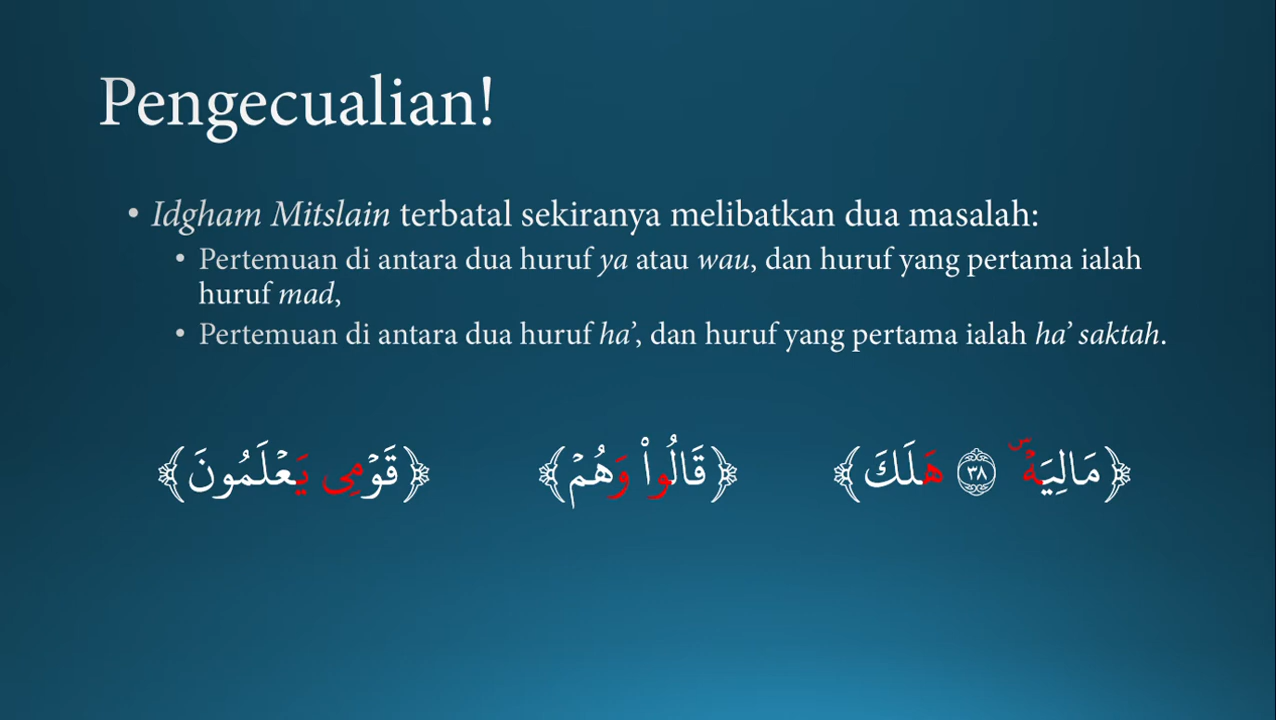 Pengecualian!
• Idgham Mitslain terbatal sekiranya melibatkan dua masalah:
• Pertemuan di antara dua huruf ya atau wau, dan huruf yang pertama ialah
huruf mad,
• Pertemuan di antara dua huruf ha’, dan huruf yang pertama ialah ha’ saktah.
﴿مَالِيَهۡۜ ٣٨ هَلَكَ﴾ ﴿قَالُواْ وَهُمۡ﴾ ﴿قَوۡمِى يَعۡلَمُونَ﴾